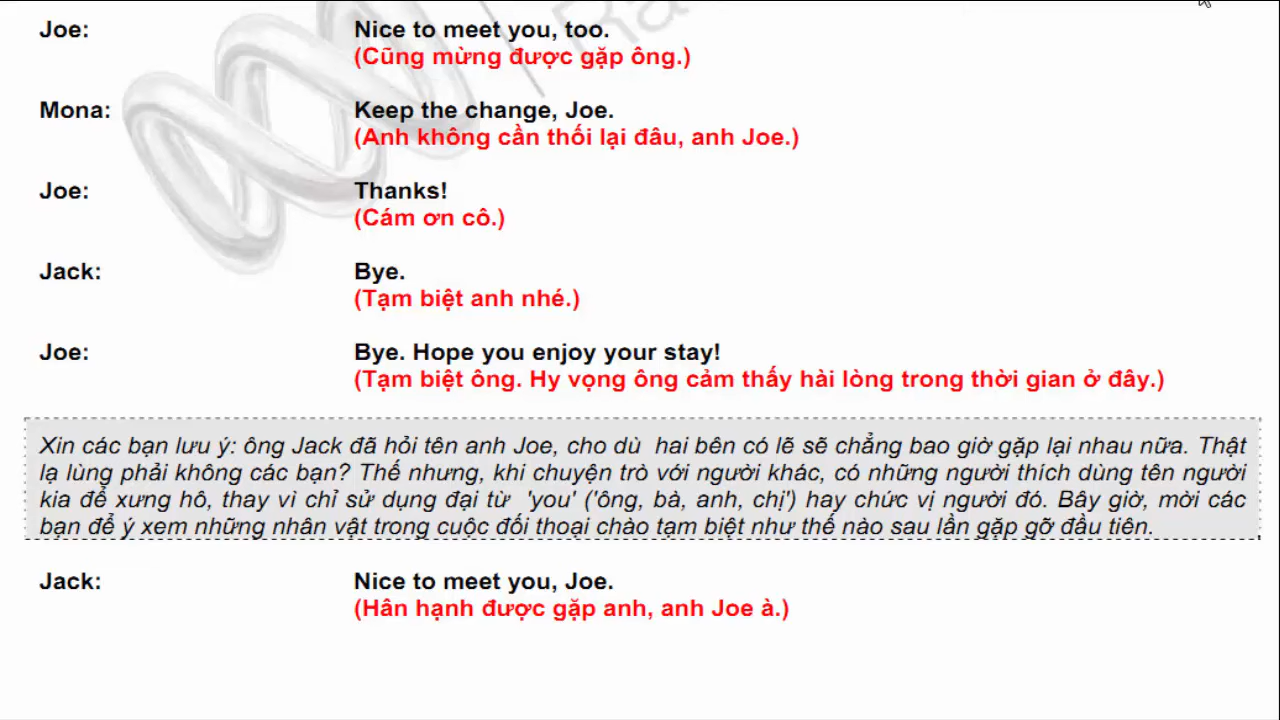 Joe: Nice to meet you, too.
(Cũng mừng được gặp ông.)
Mona: Keep the change, Joe.
(Anh không cần thối lại đâu, anh Joe.)
Joe: Thanks!
(Cám ơn cô.)
Jack: Bye.
(Tạm biệt anh nhé.)
Joe: Bye. Hope you enjoy your stay!
(Tạm biệt ông. Hy vọng ông cảm thấy hài lòng trong thời gian ở đây.)
Xin các bạn lưu ý: ông Jack đã hỏi tên anh Joe, cho dù hai bên có lẽ sẽ chẳng bao giờ gặp lại nhau nữa. Thật
lạ lùng phải không các bạn? Thế nhưng, khi chuyện trò với người khác, có những người thích dùng tên người
kia để xưng hô, thay vì chỉ sử dụng đại từ 'you' ('ông, bà, anh, chị') hay chức vị người đó. Bây giờ, mời các
bạn để ý xem những nhân vật trong cuộc đối thoại chào tạm biệt như thế nào sau lần gặp gỡ đầu tiên.
Jack: Nice to meet you, Joe.
(Hân hạnh được gặp anh, anh Joe à.)